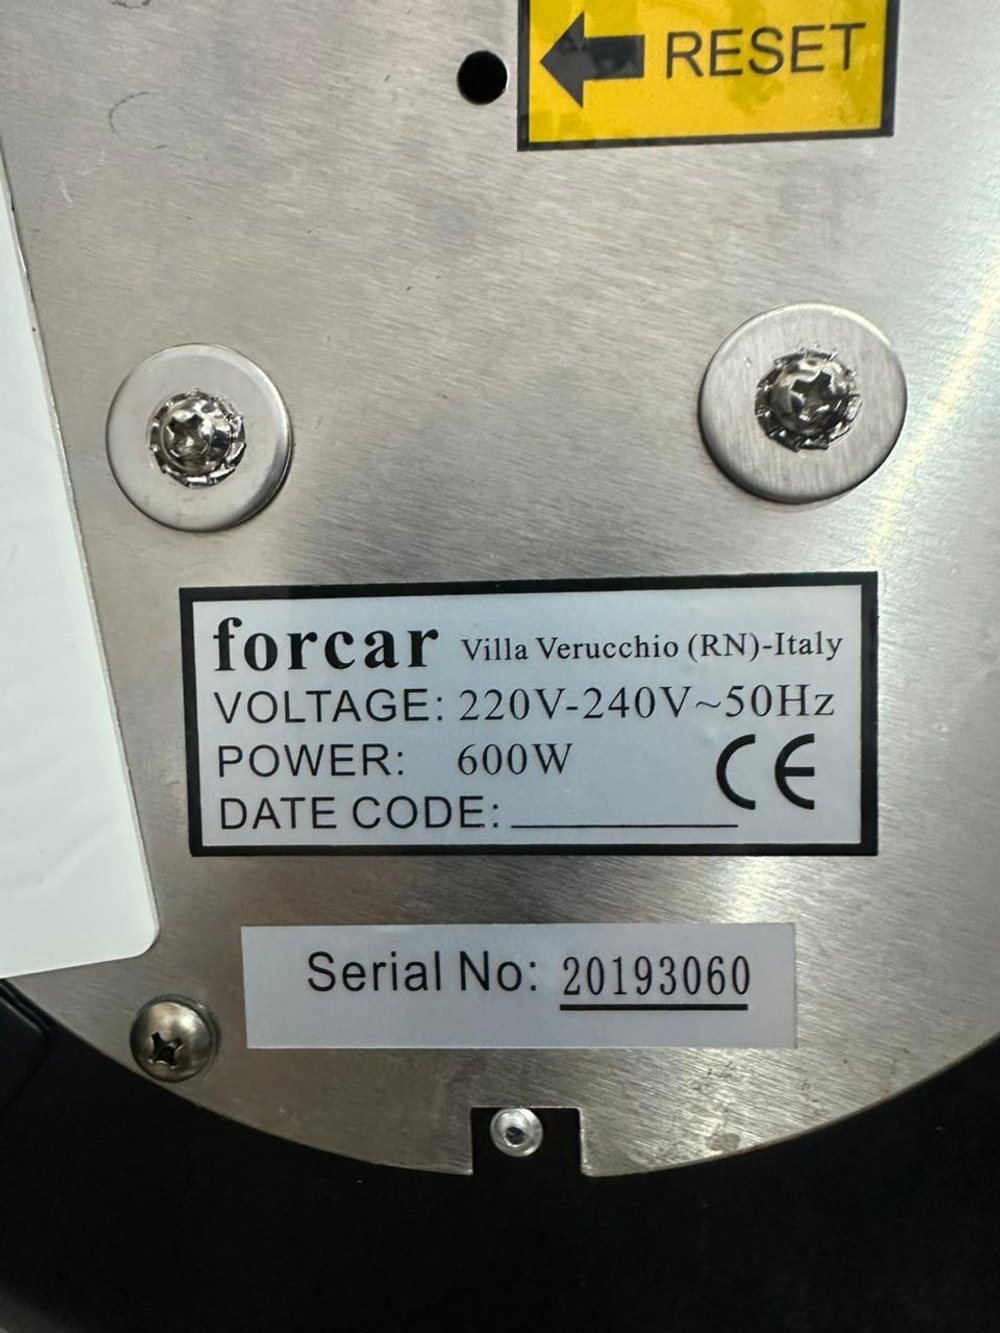 RESET
forcar Villa Verucchio (RN)-Italy
VOLTAGE: 220V-240V~50Hz
POWER: 600W
CE
DATE CODE:
Serial No: 20193060